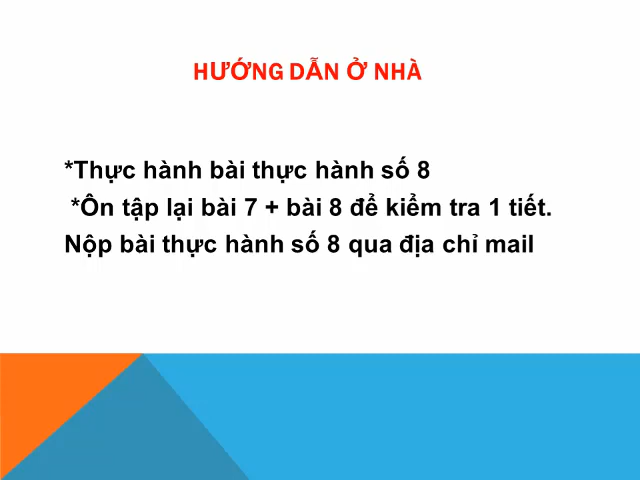 HƯỚNG DẪN Ở NHÀ
*Thực hành bài thực hành số 8
*Ôn tập lại bài 7 + bài 8 để kiểm tra 1 tiết.
Nộp bài thực hành số 8 qua địa chỉ mail